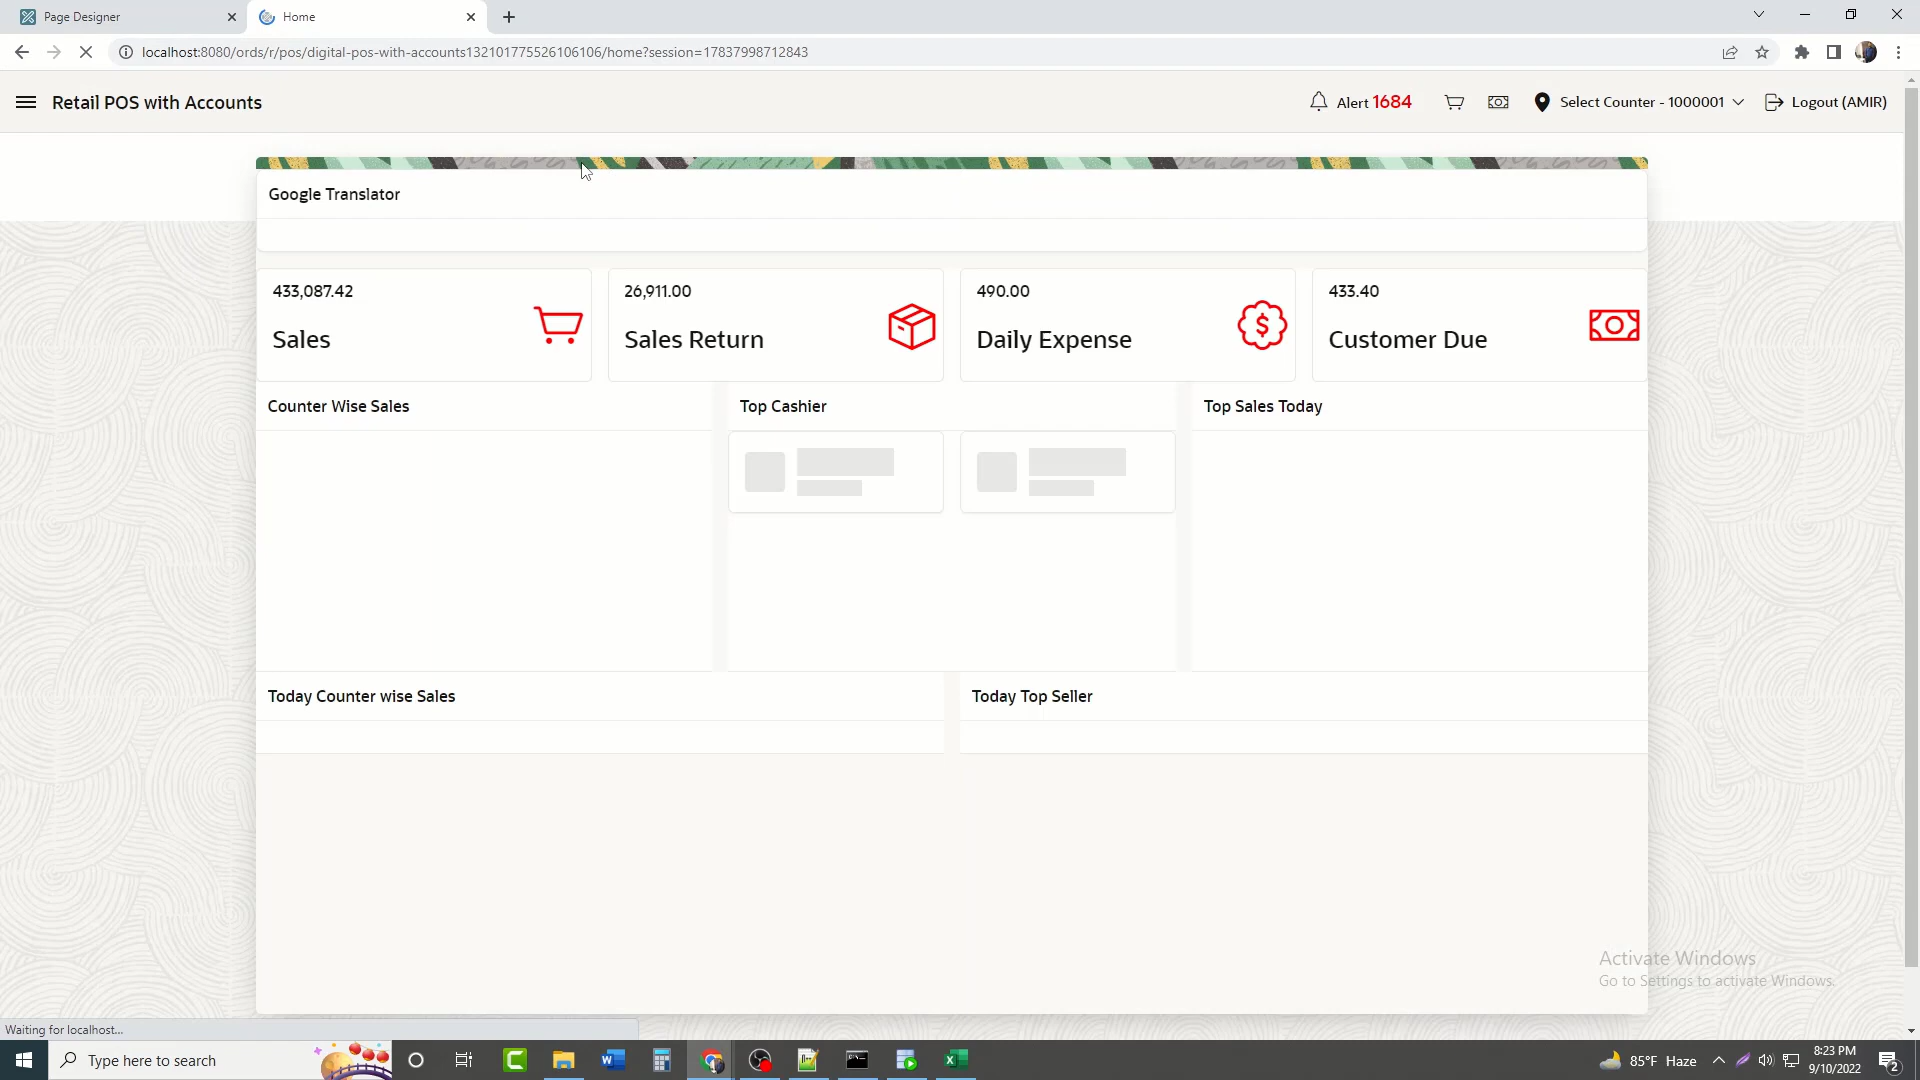 Page Designer
Home
localhost:8080/ords/r/pos/digital-pos-with-accounts132101775526106106/home?session=17837998712843
Retail POS with Accounts
Alert 1684
Select Counter - 1000001
Logout (AMIR)
Google Translator
433,087.42
Sales
26,911.00
Sales Return
490.00
Daily Expense
433.40
Customer Due
Counter Wise Sales
Top Cashier
Top Sales Today
Today Counter wise Sales
Today Top Seller
Activate Windows
Go to Settings to activate Windows.
Waiting for localhost...
Type here to search
85°F Haze
8:23 PM
9/10/2022
2